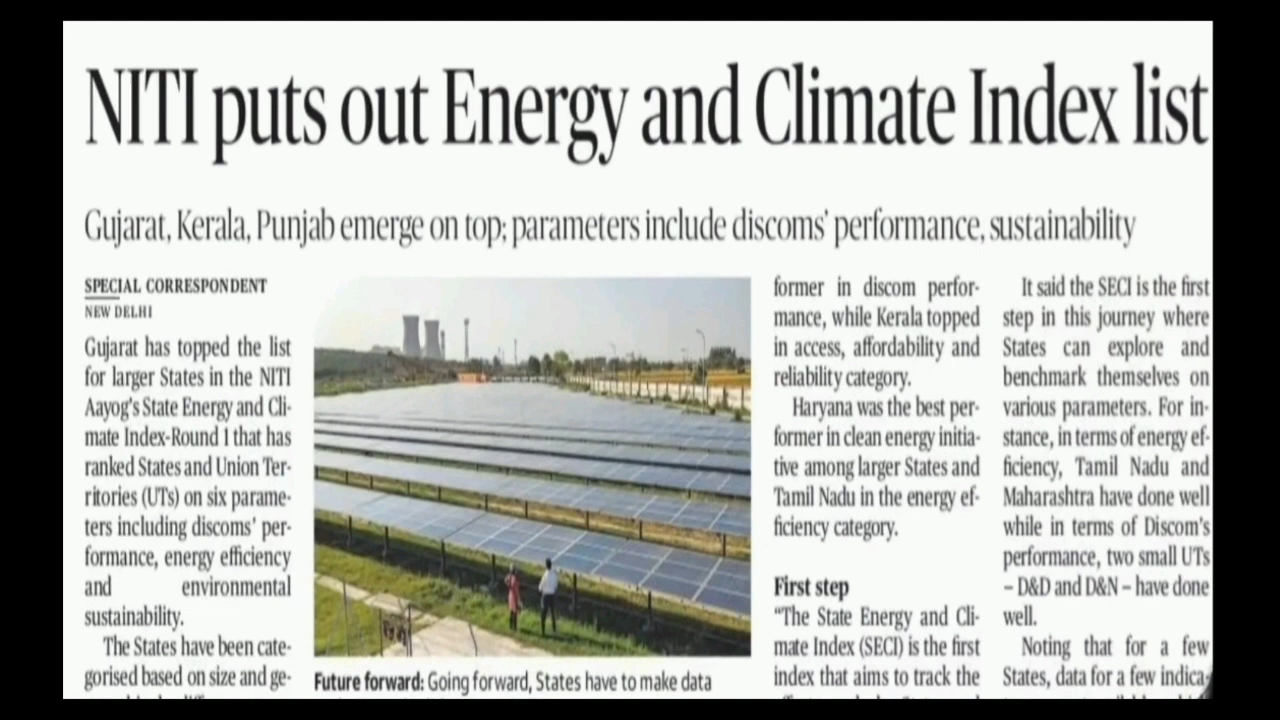 NITI puts out Energy and Climate Index list
Gujarat, Kerala, Punjab emerge on top; parameters include discoms' performance, sustainability
SPECIAL CORRESPONDENT
NEW DELHI
Gujarat has topped the list
for larger States in the NITI
Aayog's State Energy and Cli-
mate Index-Round I that has
ranked States and Union Ter-
ritories (UTs) on six parame-
ters including discoms' per-
formance, energy efficiency
and environmental
sustainability.
The States have been cate-
gorised based on size and ge-
Future forward: Going forward, States have to make data
former in discom perfor-
mance, while Kerala topped
in access, affordability and
reliability category.
Haryana was the best per-
former in clean energy initia-
tive among larger States and
Tamil Nadu in the energy ef-
ficiency category.
First step
"The State Energy and Cli-
mate Index (SECI) is the first
index that aims to track the
It said the SECI is the first
step in this journey where
States can explore and
benchmark themselves on
various parameters. For in-
stance, in terms of energy ef-
ficiency, Tamil Nadu and
Maharashtra have done well
while in terms of Discom's
performance, two small UTs
– D&D and D&N – have done
well.
Noting that for a few
States, data for a few indica-